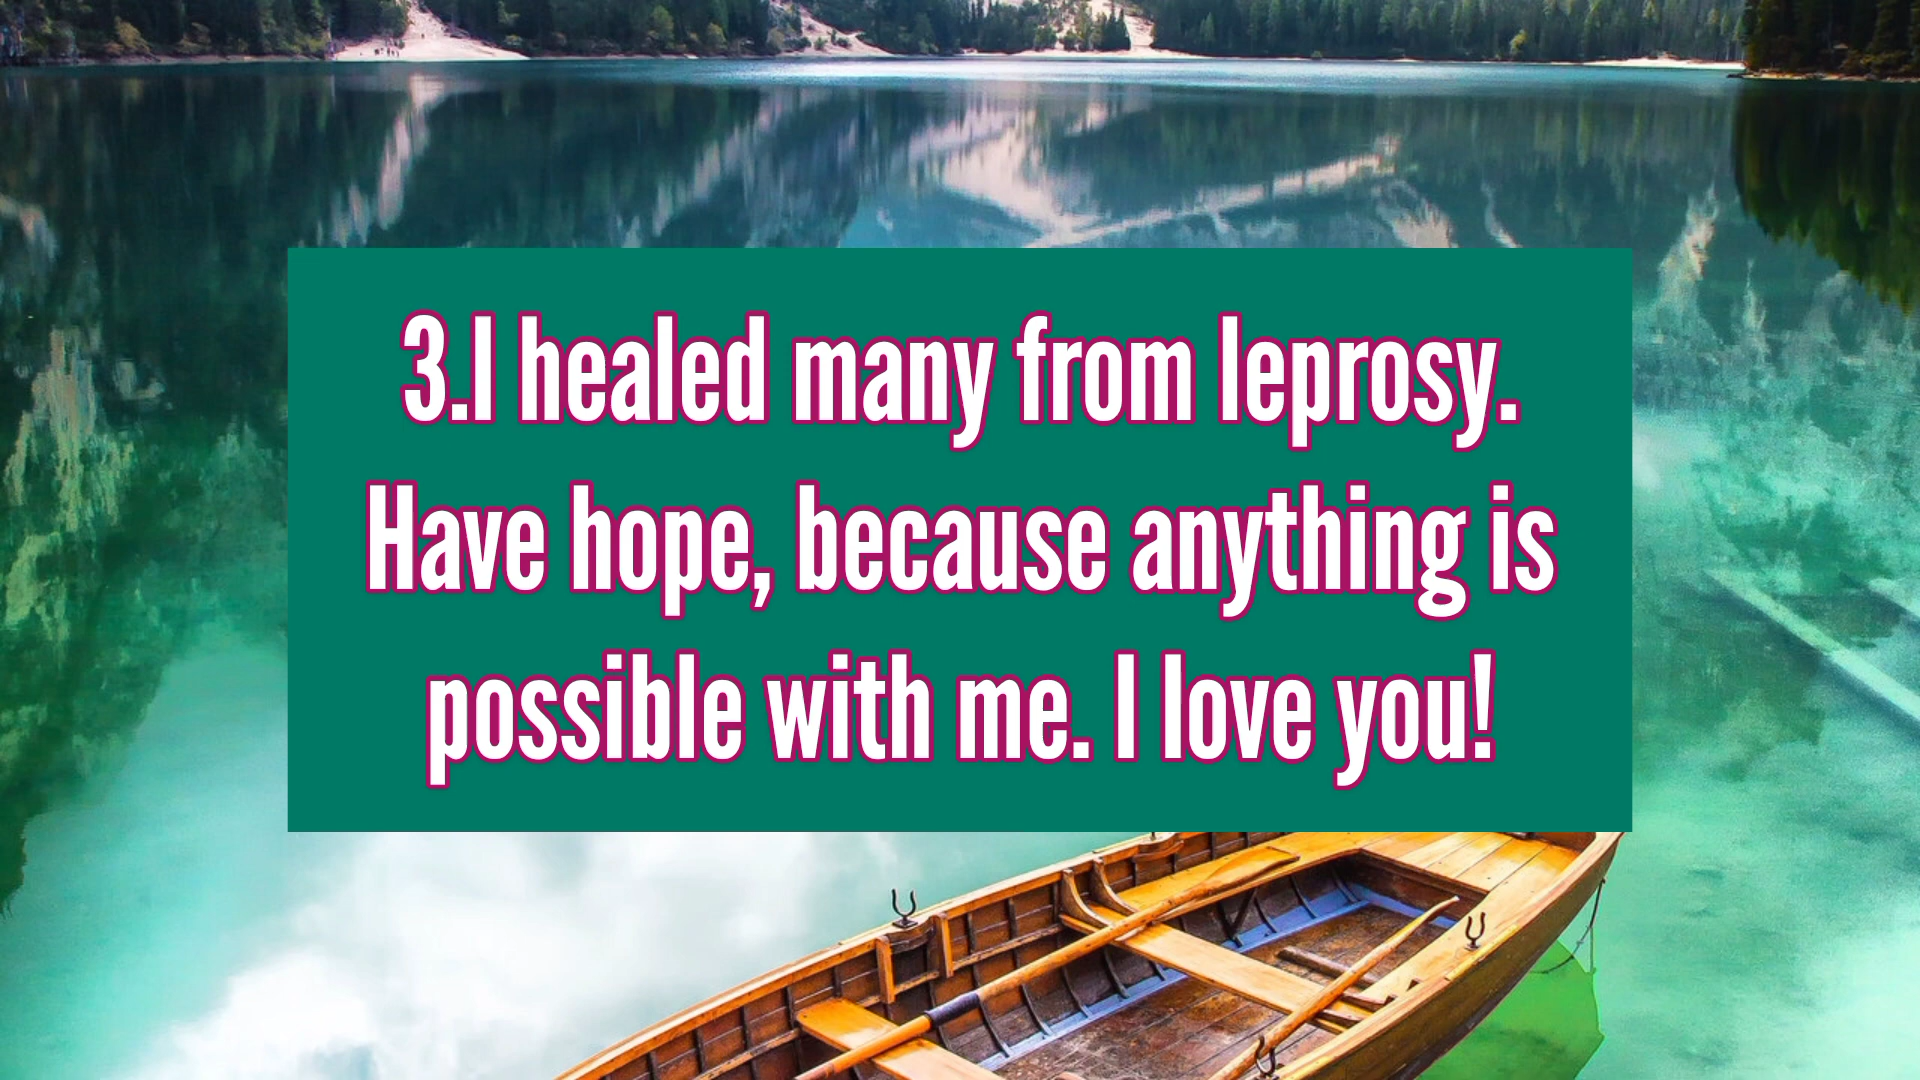 3.I healed many from leprosy.
Have hope, because anything is
possible with me. I love you!